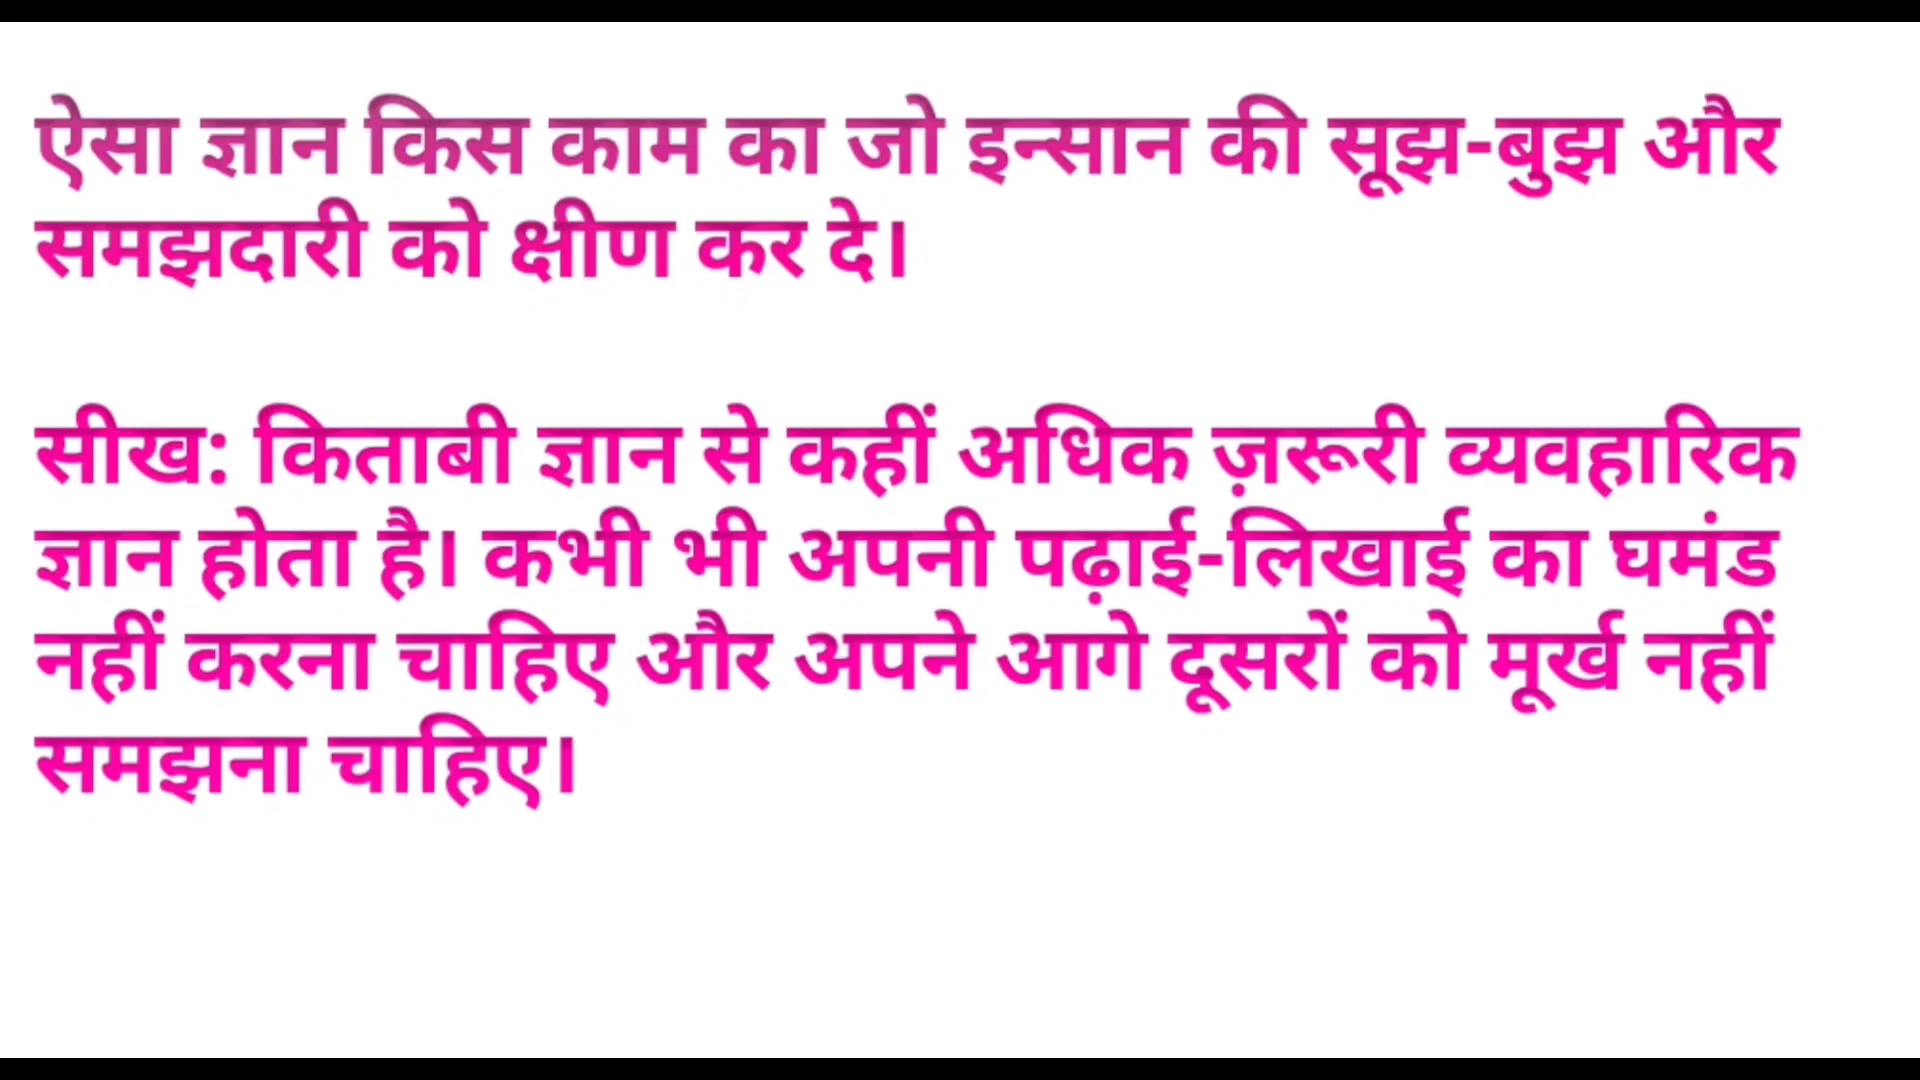 ऐसा ज्ञान किस काम का जो इन्सान की सूझ-बुझ और
समझदारी को क्षीण कर दे।
सीख: किताबी ज्ञान से कहीं अधिक ज़रूरी व्यवहारिक
ज्ञान होता है। कभी भी अपनी पढ़ाई-लिखाई का घमंड
नहीं करना चाहिए और अपने आगे दूसरों को मूर्ख नहीं
समझना चाहिए।